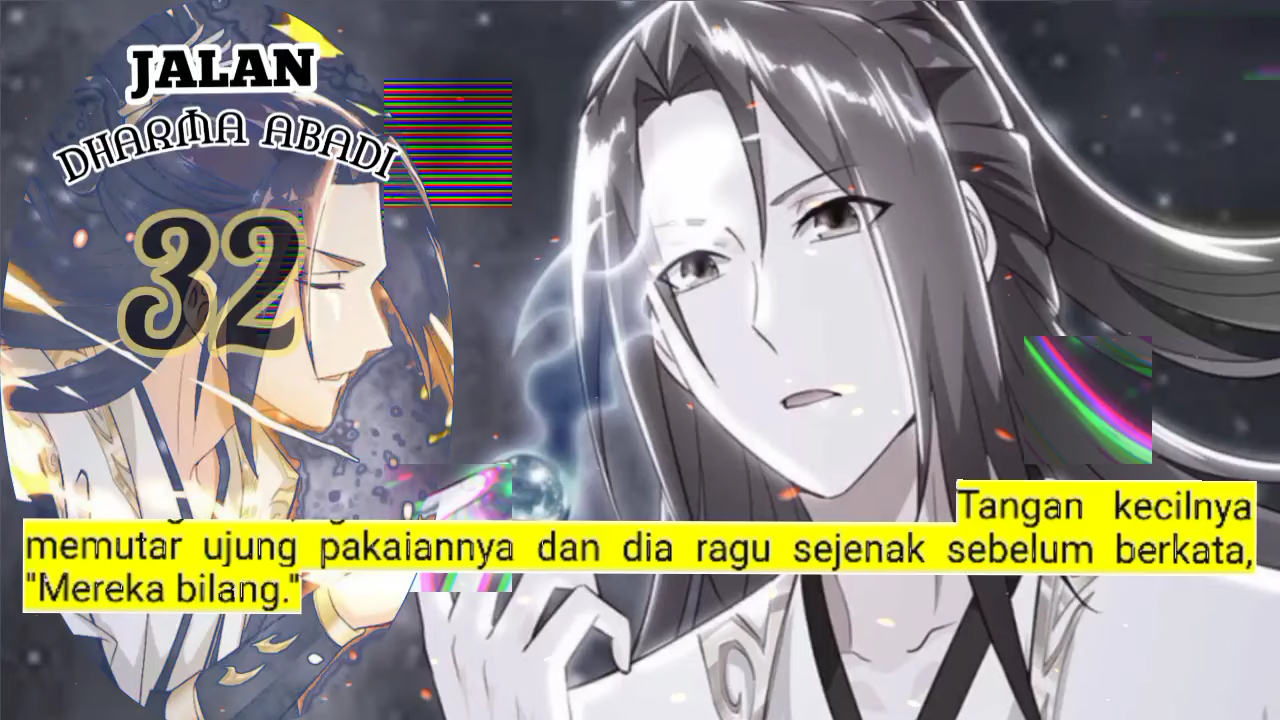 JALAN
DHARMA ABADI
32
Tangan kecilnya
memutar ujung pakaiannya dan dia ragu sejenak sebelum berkata,
"Mereka bilang."